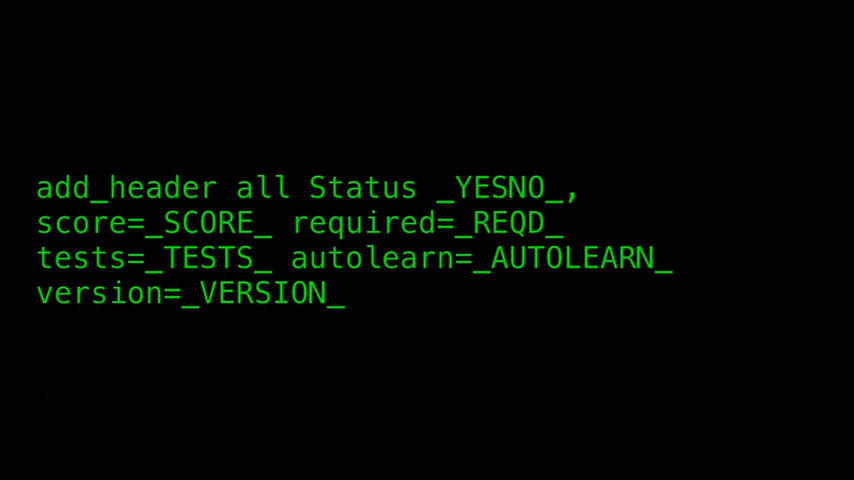 add_header all Status _YESNO_,
score=_SCORE_ required=_REQD_
tests=_TESTS_ autolearn=_AUTOLEARN_
version=_VERSION_